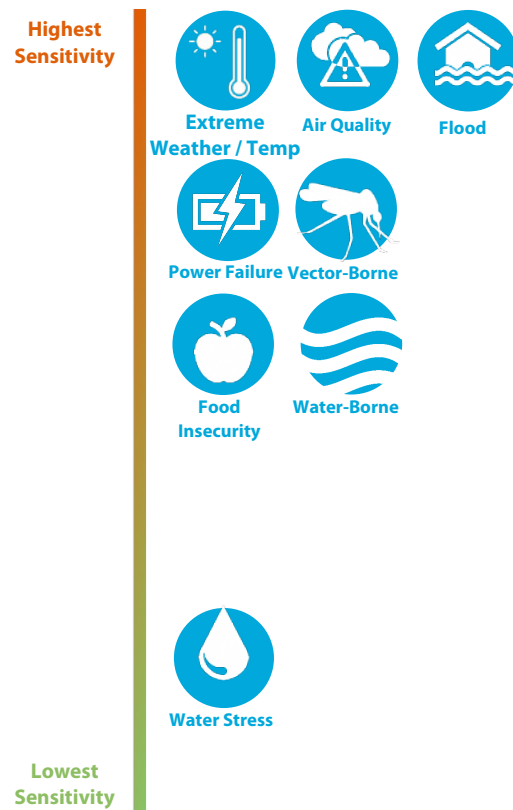 Highest
Sensitivity
Extreme
Weather / Temp
Air Quality
Flood
Power Failure
Vector-Borne
Food
Insecurity
Water-Borne
Water Stress
Lowest
Sensitivity